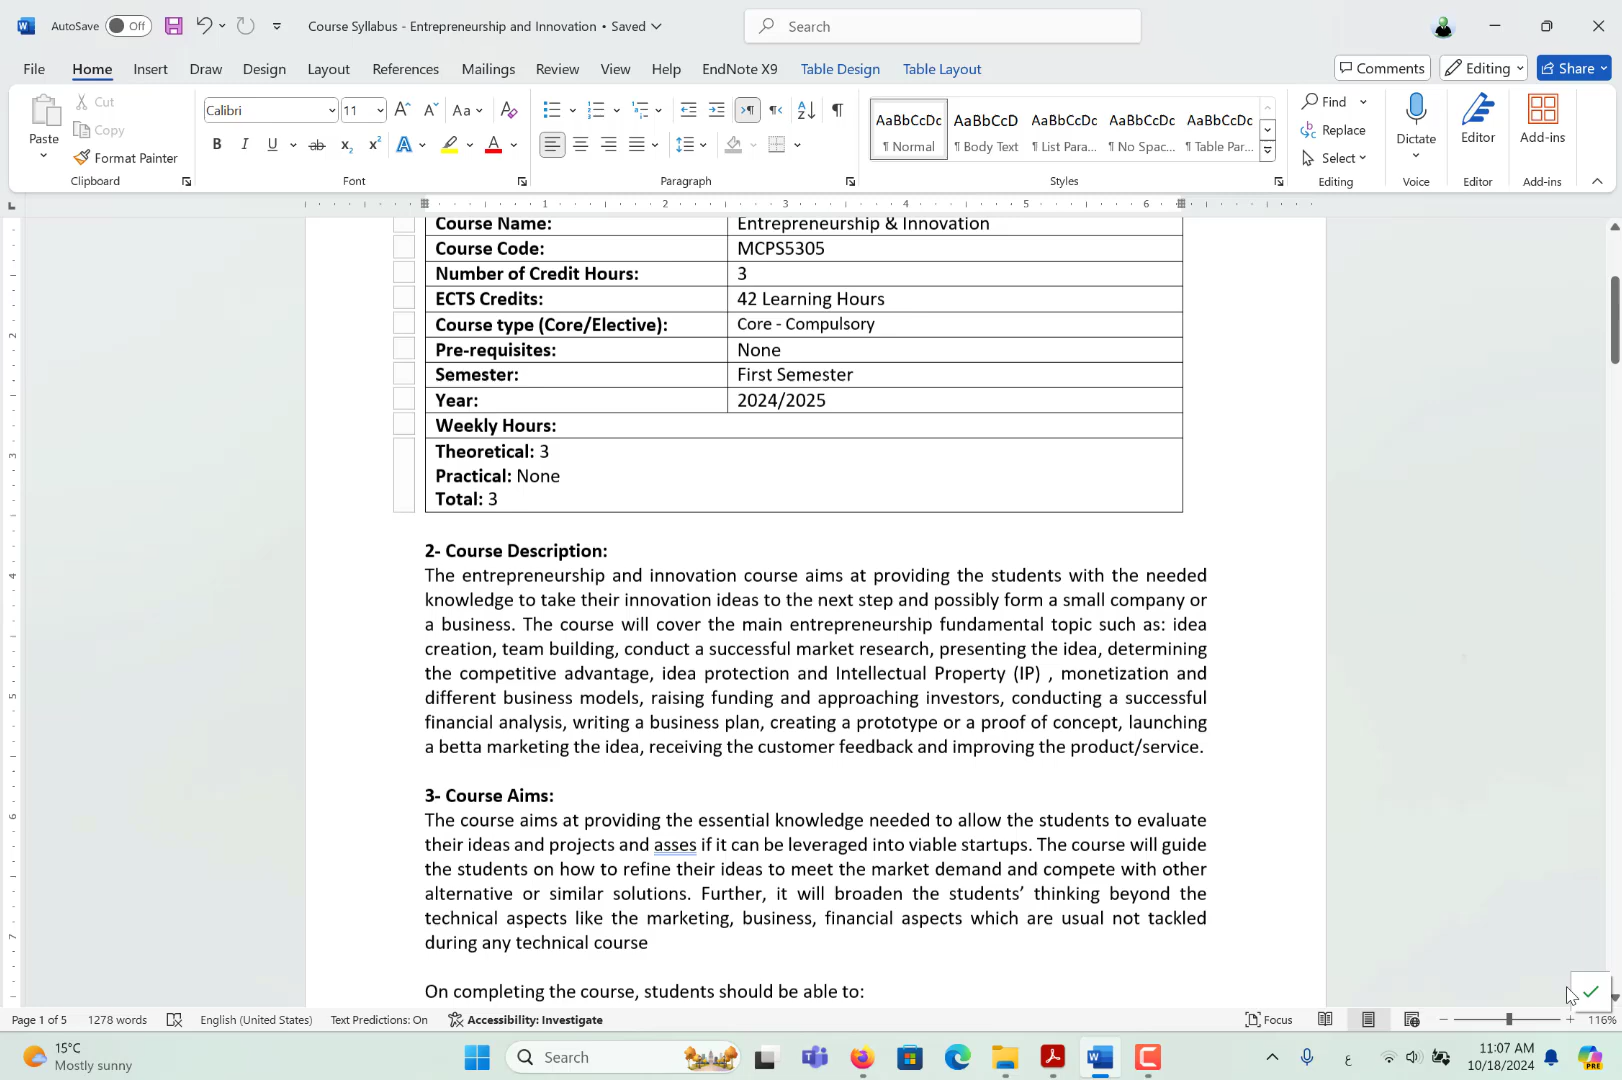 AutoSave Off Course Syllabus - Entrepreneurship and Innovation • Saved Search
File Home Insert Draw Design Layout References Mailings Review View Help EndNote X9 Table Design Table Layout Comments Editing Share
Paste Cut Copy Format Painter Clipboard
Calibri 11 Aa Font
Paragraph
AaBbCcDc AaBbCcD AaBbCcDc AaBbCcDc AaBbCcDc
¶ Normal ¶ Body Text ¶ List Para... ¶ No Spac... ¶ Table Par...
Styles
Find Replace Select Editing
Dictate Voice Editor Editor Add-ins Add-ins
1 2 3 4 5 6
Course Name: Entrepreneurship & Innovation
Course Code: MCPS5305
Number of Credit Hours: 3
ECTS Credits: 42 Learning Hours
Course type (Core/Elective): Core - Compulsory
Pre-requisites: None
Semester: First Semester
Year: 2024/2025
Weekly Hours:
Theoretical: 3
Practical: None
Total: 3
2- Course Description:
The entrepreneurship and innovation course aims at providing the students with the needed
knowledge to take their innovation ideas to the next step and possibly form a small company or
a business. The course will cover the main entrepreneurship fundamental topic such as: idea
creation, team building, conduct a successful market research, presenting the idea, determining
the competitive advantage, idea protection and Intellectual Property (IP) , monetization and
different business models, raising funding and approaching investors, conducting a successful
financial analysis, writing a business plan, creating a prototype or a proof of concept, launching
a betta marketing the idea, receiving the customer feedback and improving the product/service.
3- Course Aims:
The course aims at providing the essential knowledge needed to allow the students to evaluate
their ideas and projects and asses if it can be leveraged into viable startups. The course will guide
the students on how to refine their ideas to meet the market demand and compete with other
alternative or similar solutions. Further, it will broaden the students’ thinking beyond the
technical aspects like the marketing, business, financial aspects which are usual not tackled
during any technical course
On completing the course, students should be able to:
Page 1 of 5 1278 words English (United States) Text Predictions: On Accessibility: Investigate Focus 116%
15°C
Mostly sunny
Search
ع
11:07 AM
10/18/2024
PRE